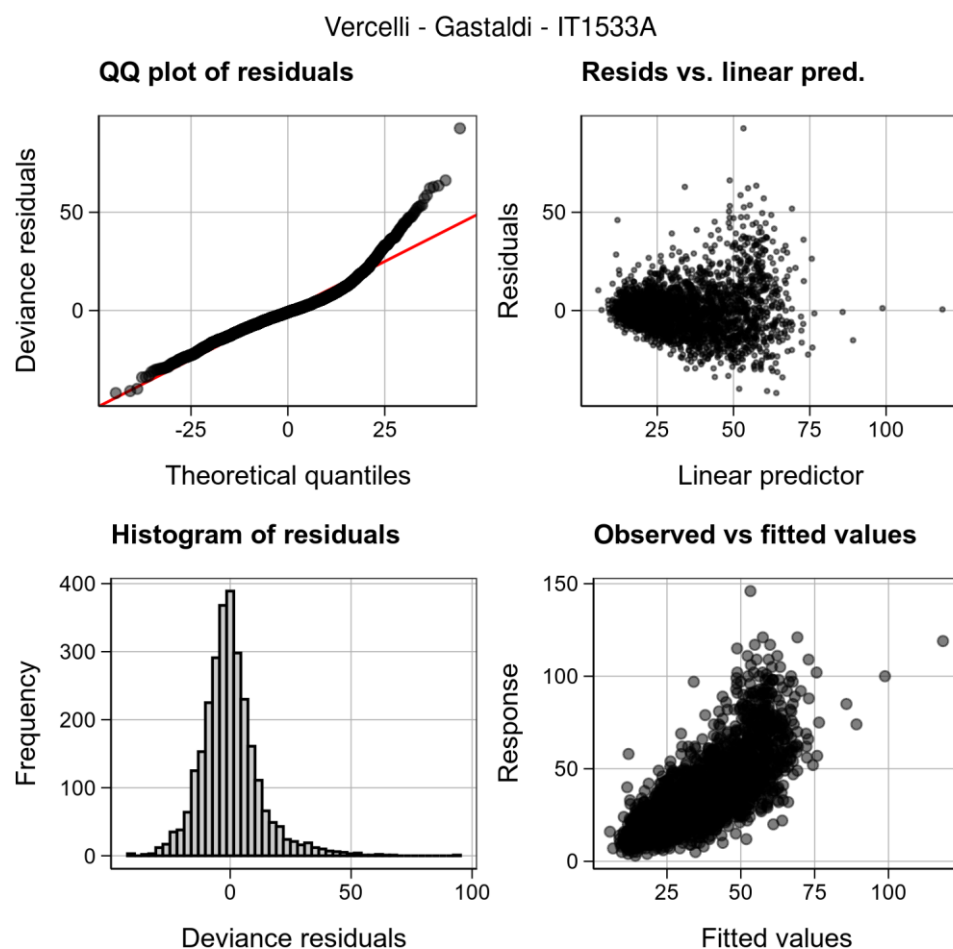 Vercelli - Gastaldi - IT1533A
QQ plot of residuals
Deviance residuals
50
0
-25
0
25
Theoretical quantiles
Resids vs. linear pred.
Residuals
50
0
25
50
75
100
Linear predictor
Histogram of residuals
Frequency
400
300
200
100
0
0
50
100
Deviance residuals
Observed vs fitted values
Response
150
100
50
0
25
50
75
100
Fitted values